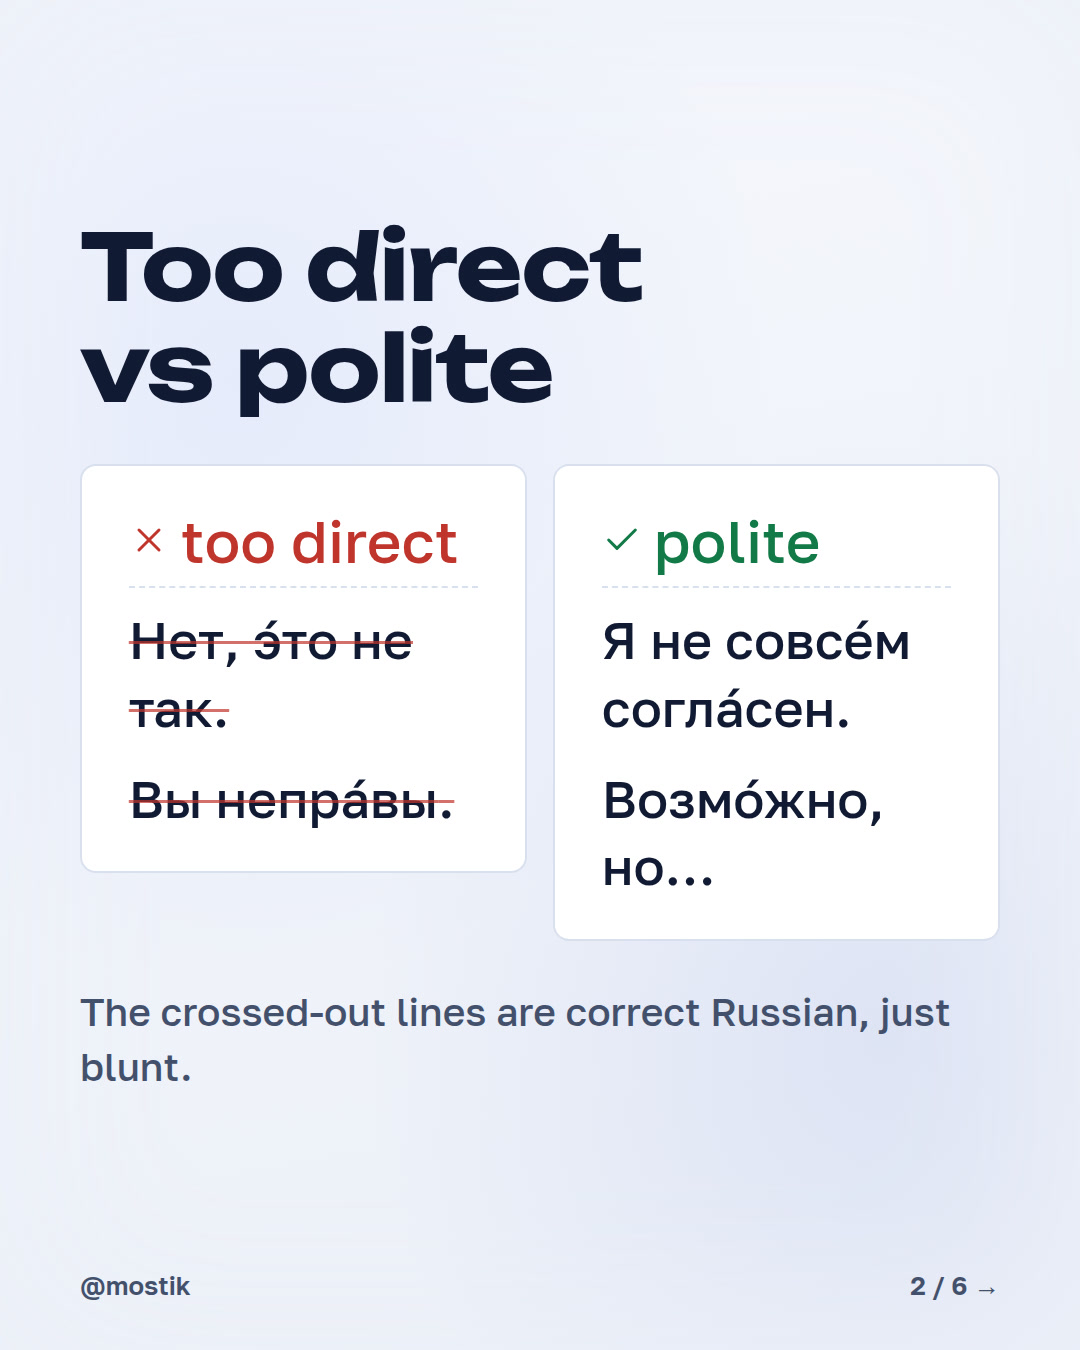 Too direct
vs polite
too direct
Нет, э́то не
так.
Вы непра́вы.
polite
Я не совсе́м
согла́сен.
Возмо́жно,
но…
The crossed-out lines are correct Russian, just
blunt.
@mostik
2 / 6 →